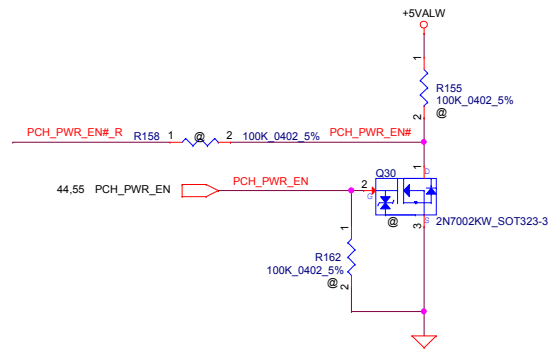 +5VALW
1
R155
100K_0402_5%
2
@
PCH_PWR_EN#_R
R158
1
@
2
100K_0402_5%
PCH_PWR_EN#
1
D
Q30
44,55
PCH_PWR_EN
PCH_PWR_EN
2
G
S
@
3
2N7002KW_SOT323-3
1
R162
100K_0402_5%
@
2